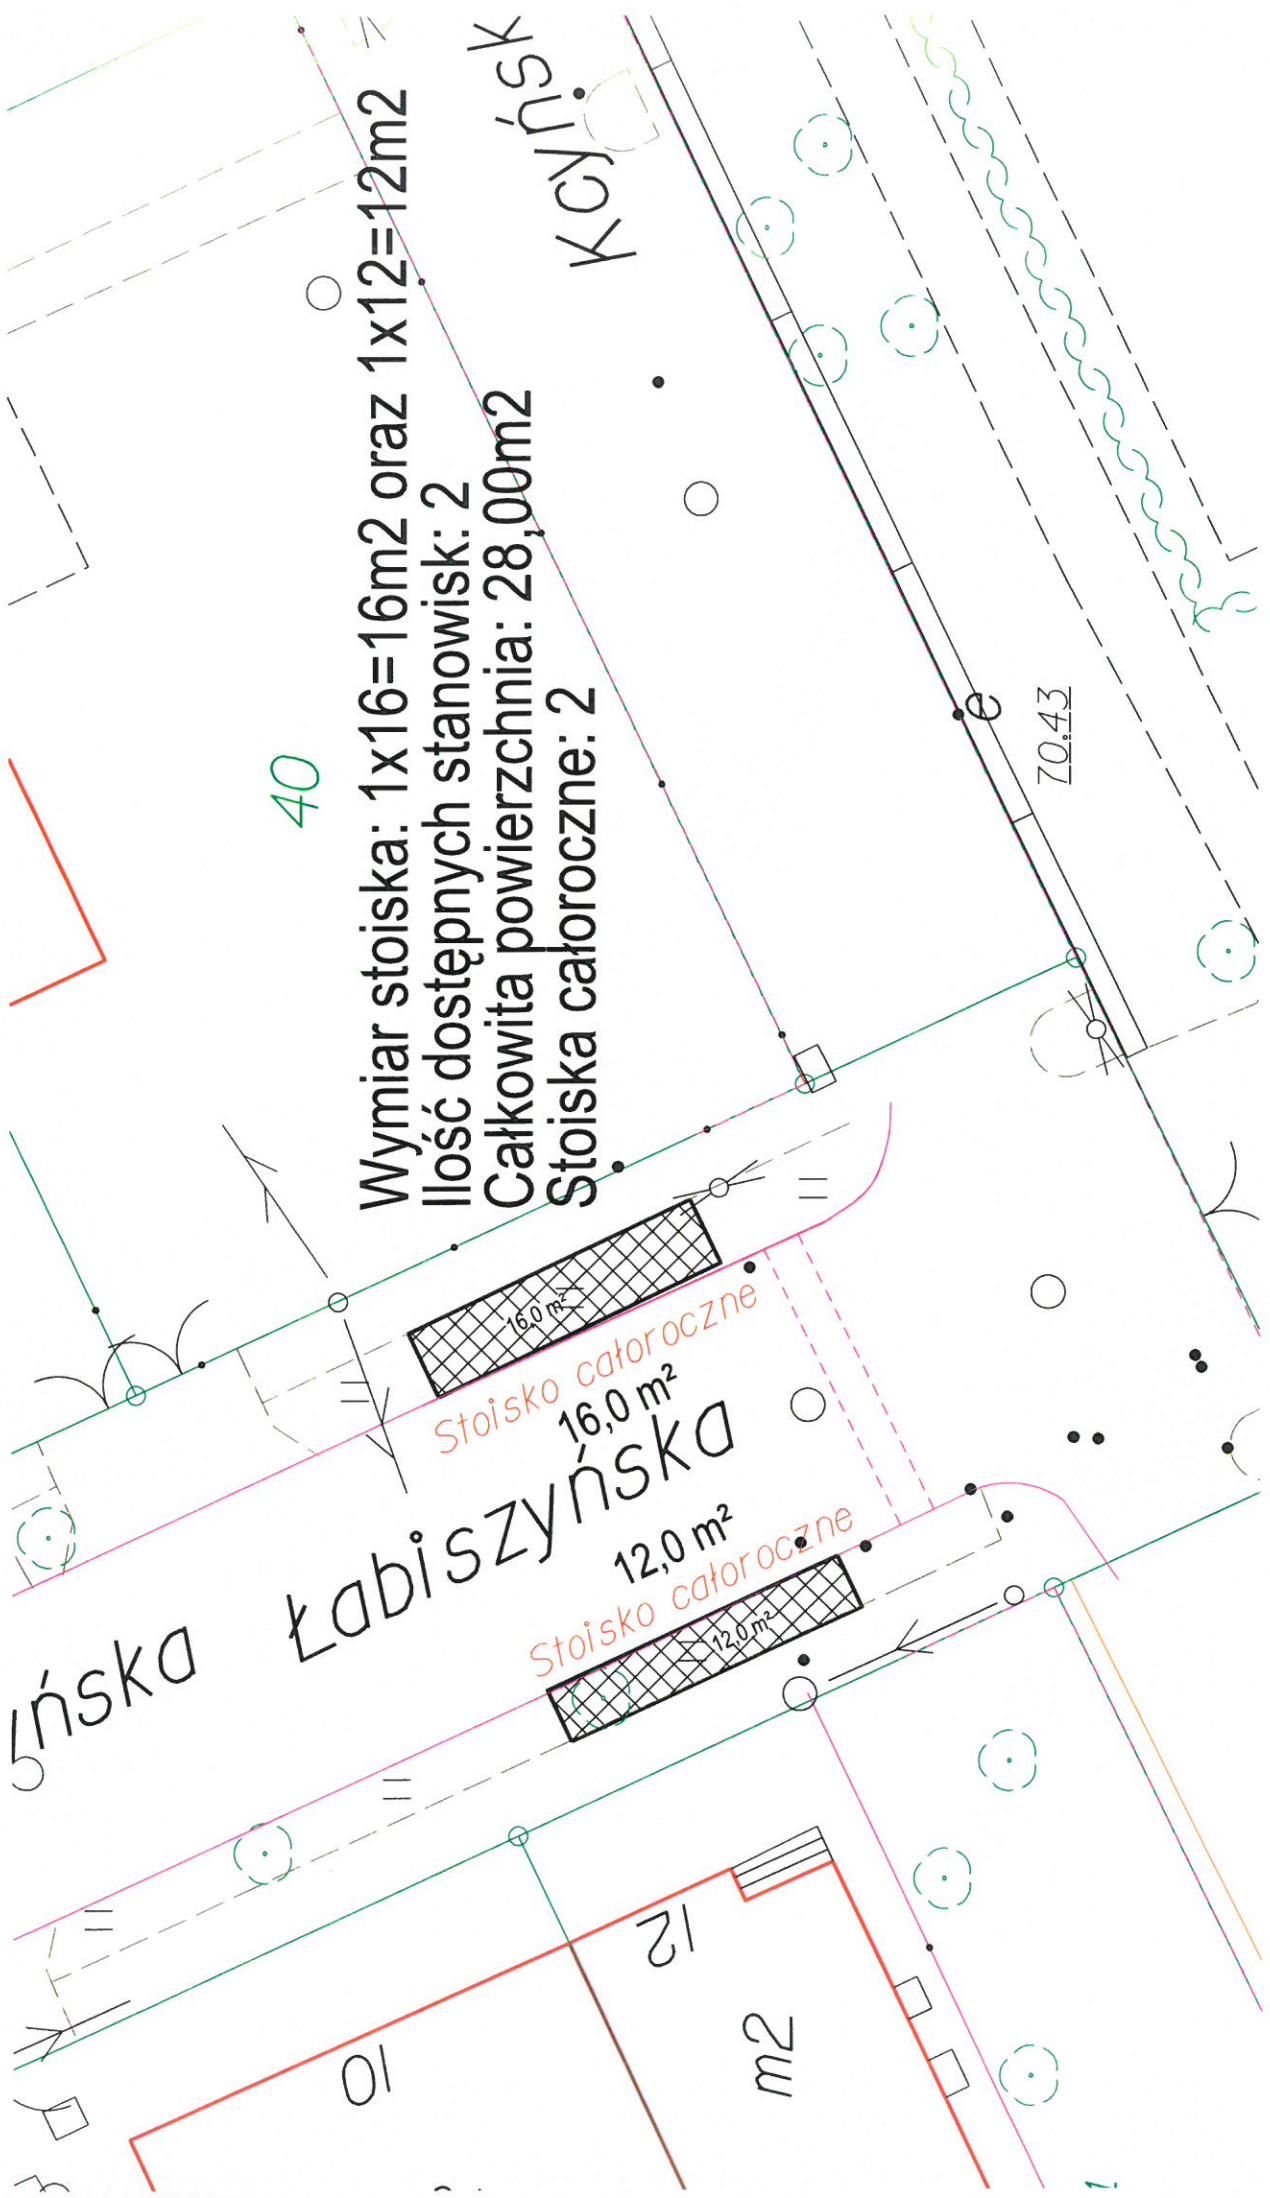 Wymiar stoiska: 1x16=16m2 oraz 1x12=12m2
Ilość dostępnych stanowisk: 2
Całkowita powierzchnia: 28,00m2
Stoiska całoroczne: 2
Kcyńsk
40
e
70.43
16,0 m²
Stoisko całoroczne
16,0 m²
Łabiszyńska
12,0 m²
Stoisko całoroczne
12,0 m²
yńska
10
12
m2